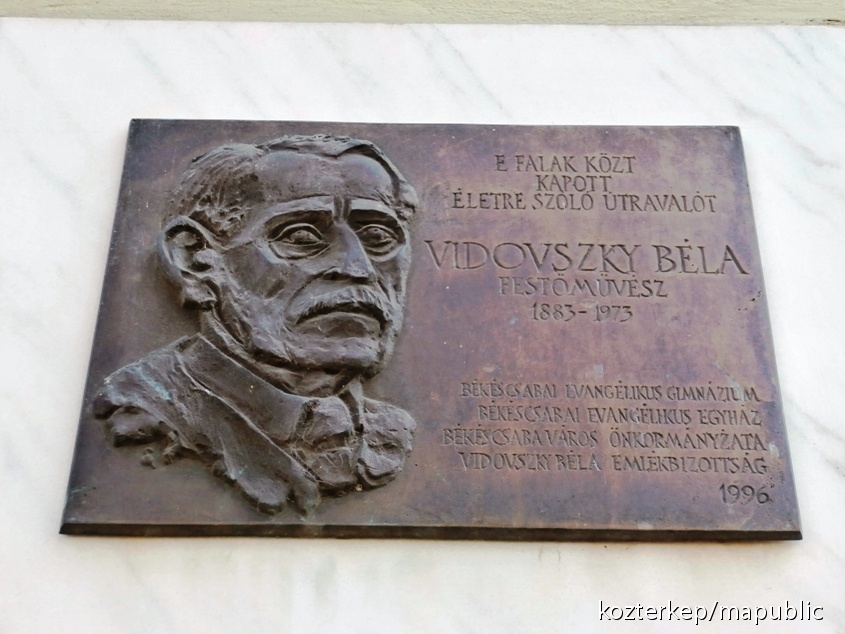 E FALAK KÖZT
KAPOTT
ÉLETRE SZÓLÓ ÚTRAVALÓT
VIDOVSZKY BÉLA
FESTŐMŰVÉSZ
1883-1973
BÉKÉSCSABAI EVANGÉLIKUS GIMNÁZIUM
BÉKÉSCSABAI EVANGÉLIKUS EGYHÁZ
BÉKÉSCSABA VÁROS ÖNKORMÁNYZATA
VIDOVSZKY BÉLA EMLÉKBIZOTTSÁG
1996.
kozterkep/mapublic